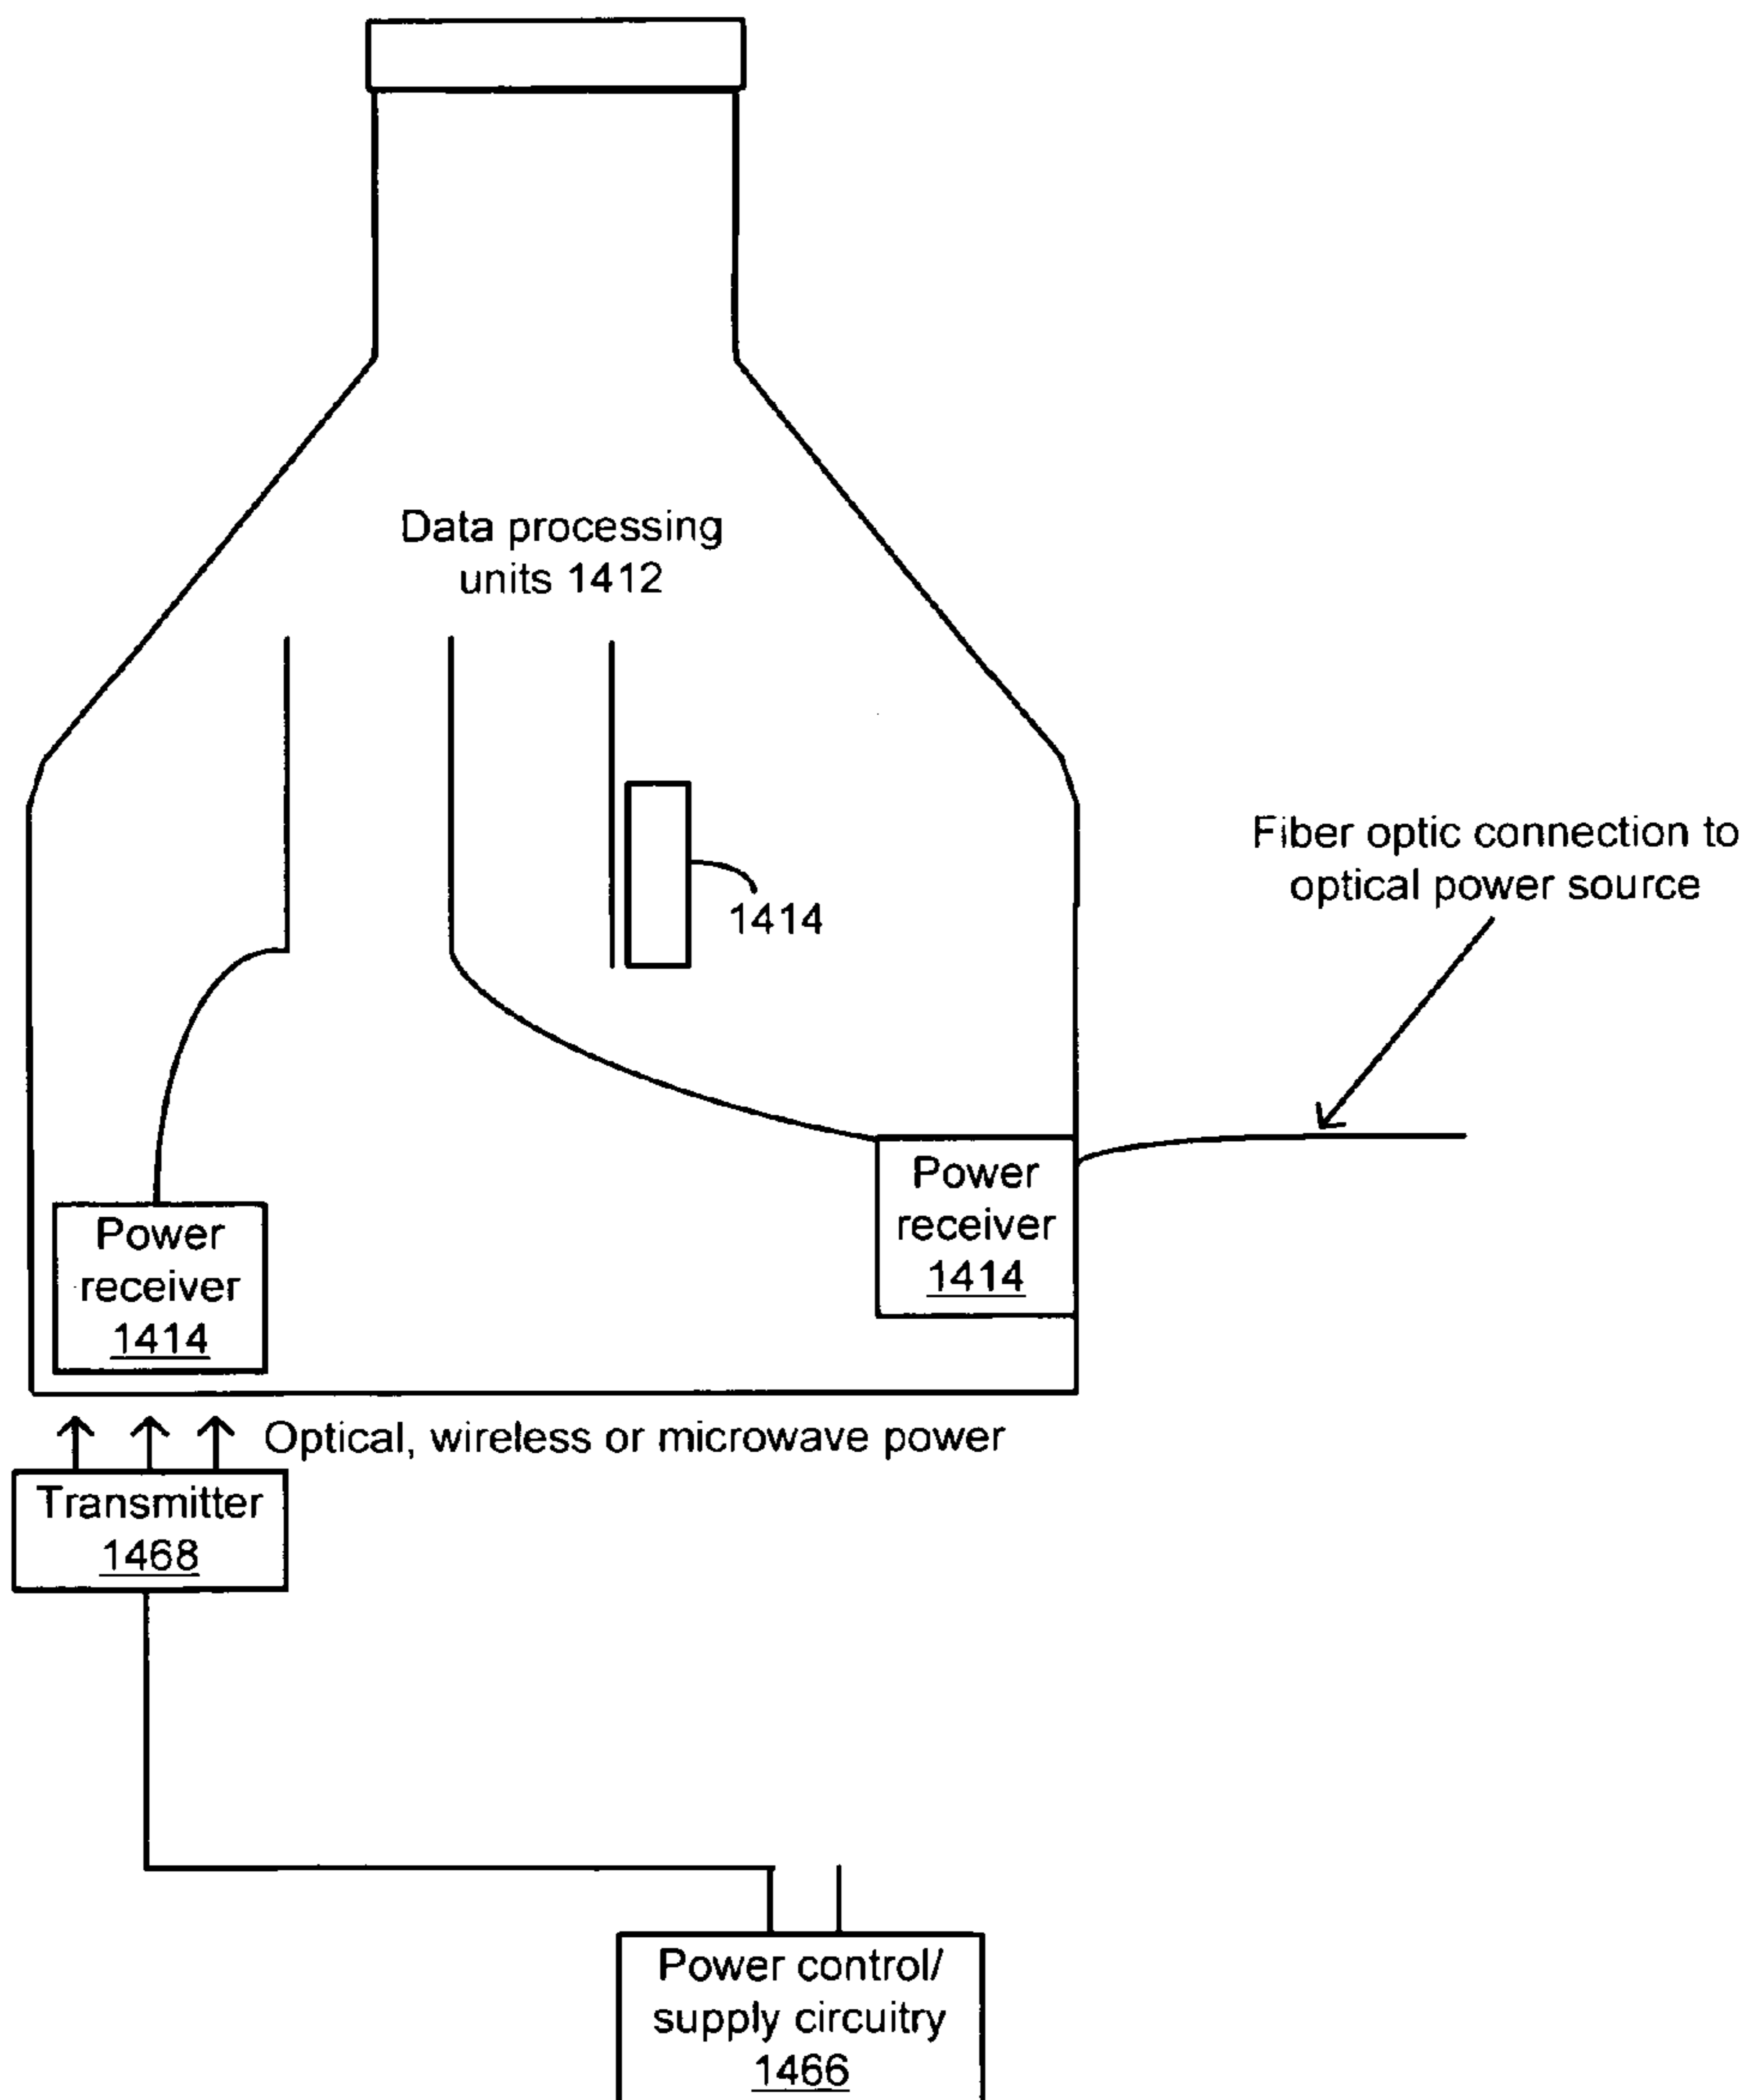 Data processing
units 1412
Fiber optic connection to
optical power source
1414
Power
receiver
1414
Power
receiver
1414
Optical, wireless or microwave power
Transmitter
1468
Power control/
supply circuitry
1466